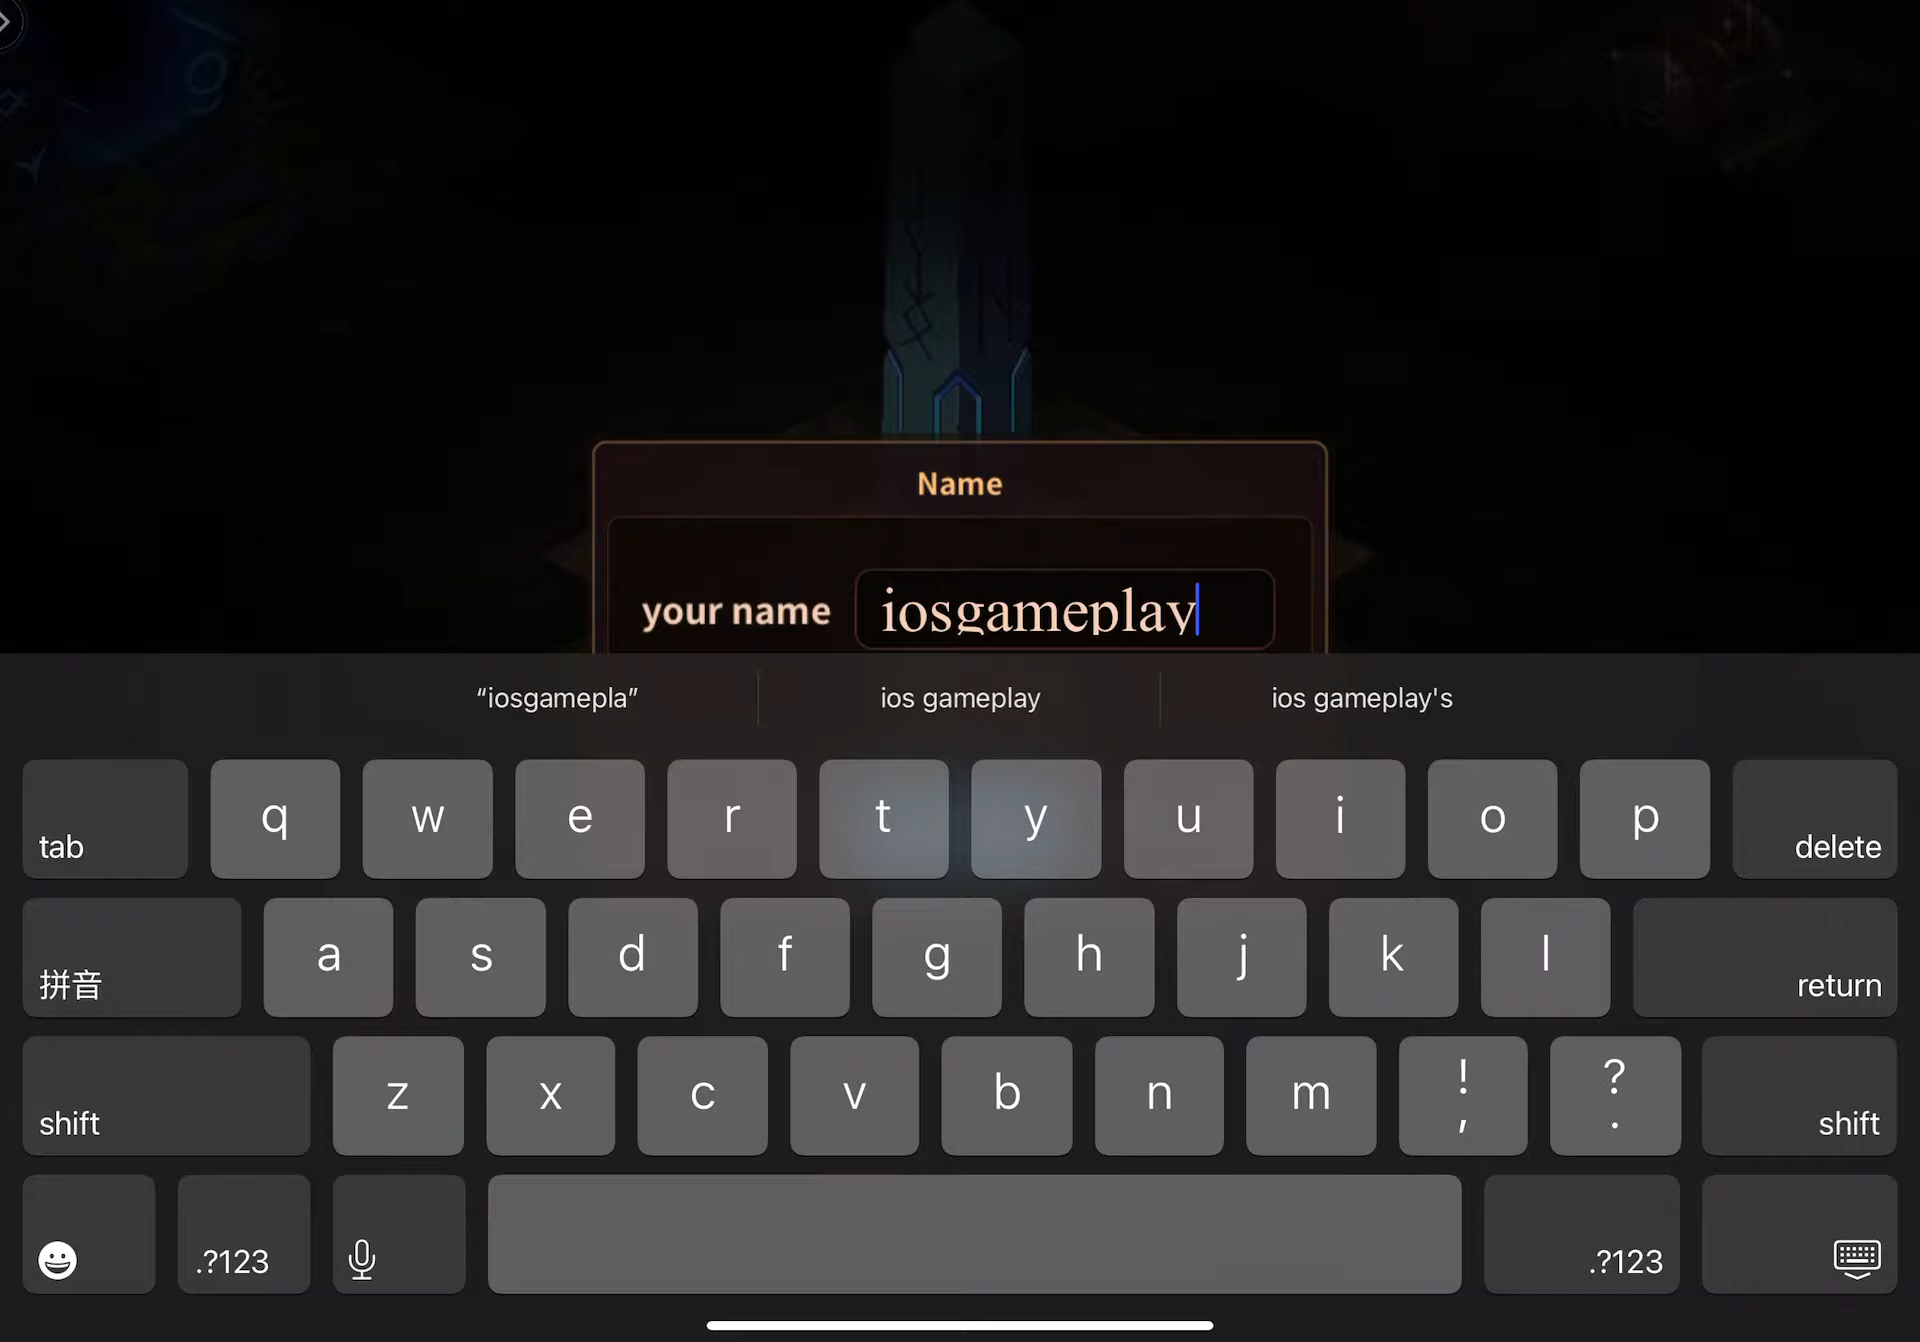 Name
your name iosgameplay
“iosgamepla” ios gameplay ios gameplay's
tab q w e r t y u i o p delete
拼音 a s d f g h j k l return
shift z x c v b n m ! , ? . shift
.?123 .?123